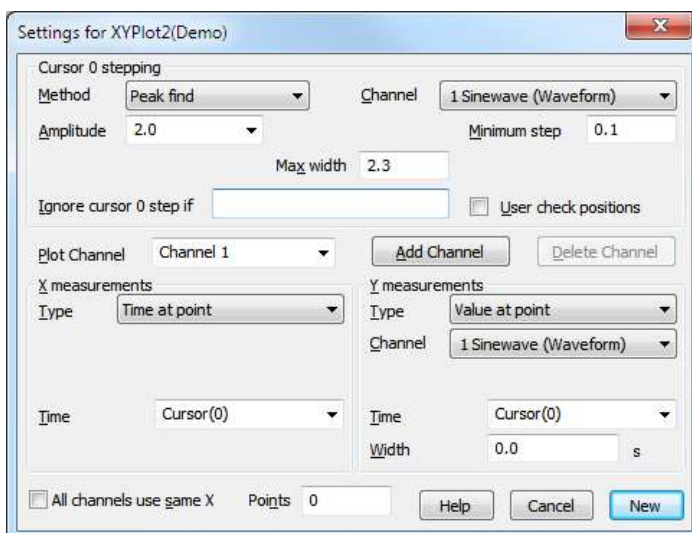 Settings for XYPlot2(Demo)
Cursor 0 stepping
Method Peak find Channel 1 Sinewave (Waveform)
Amplitude 2.0 Minimum step 0.1
Max width 2.3
Ignore cursor 0 step if User check positions
Plot Channel Channel 1 Add Channel Delete Channel
X measurements Y measurements
Type Time at point Type Value at point
Channel 1 Sinewave (Waveform)
Time Cursor(0) Time Cursor(0)
Width 0.0 s
All channels use same X Points 0 Help Cancel New